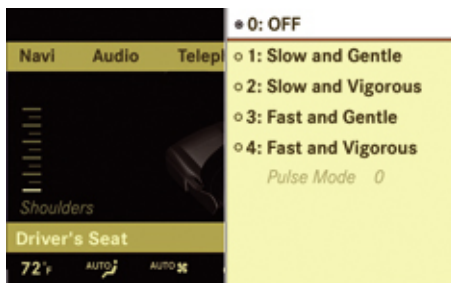 0: OFF
Navi Audio Teleph
1: Slow and Gentle
2: Slow and Vigorous
3: Fast and Gentle
4: Fast and Vigorous
Pulse Mode 0
Shoulders
Driver's Seat
72°F AUTO AUTO